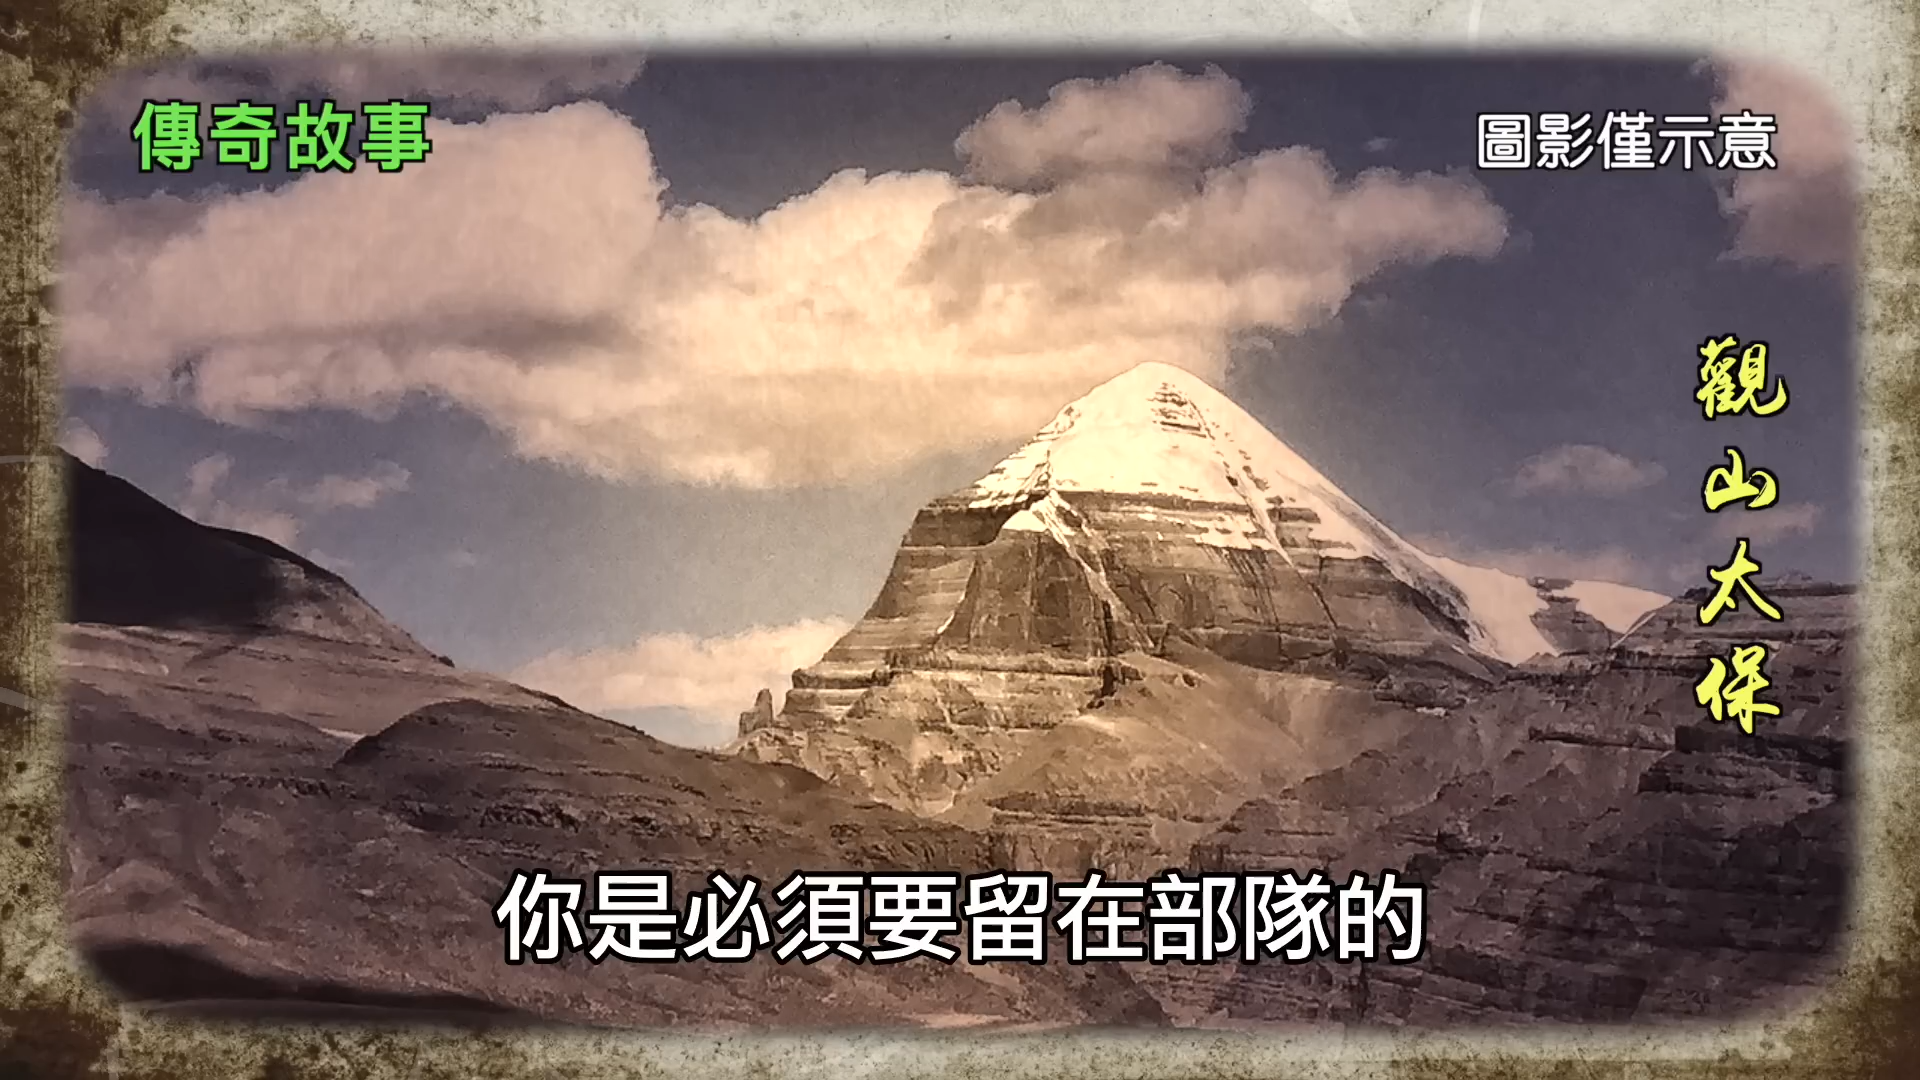 傳奇故事
圖影僅示意
觀山太保
你是必須要留在部隊的